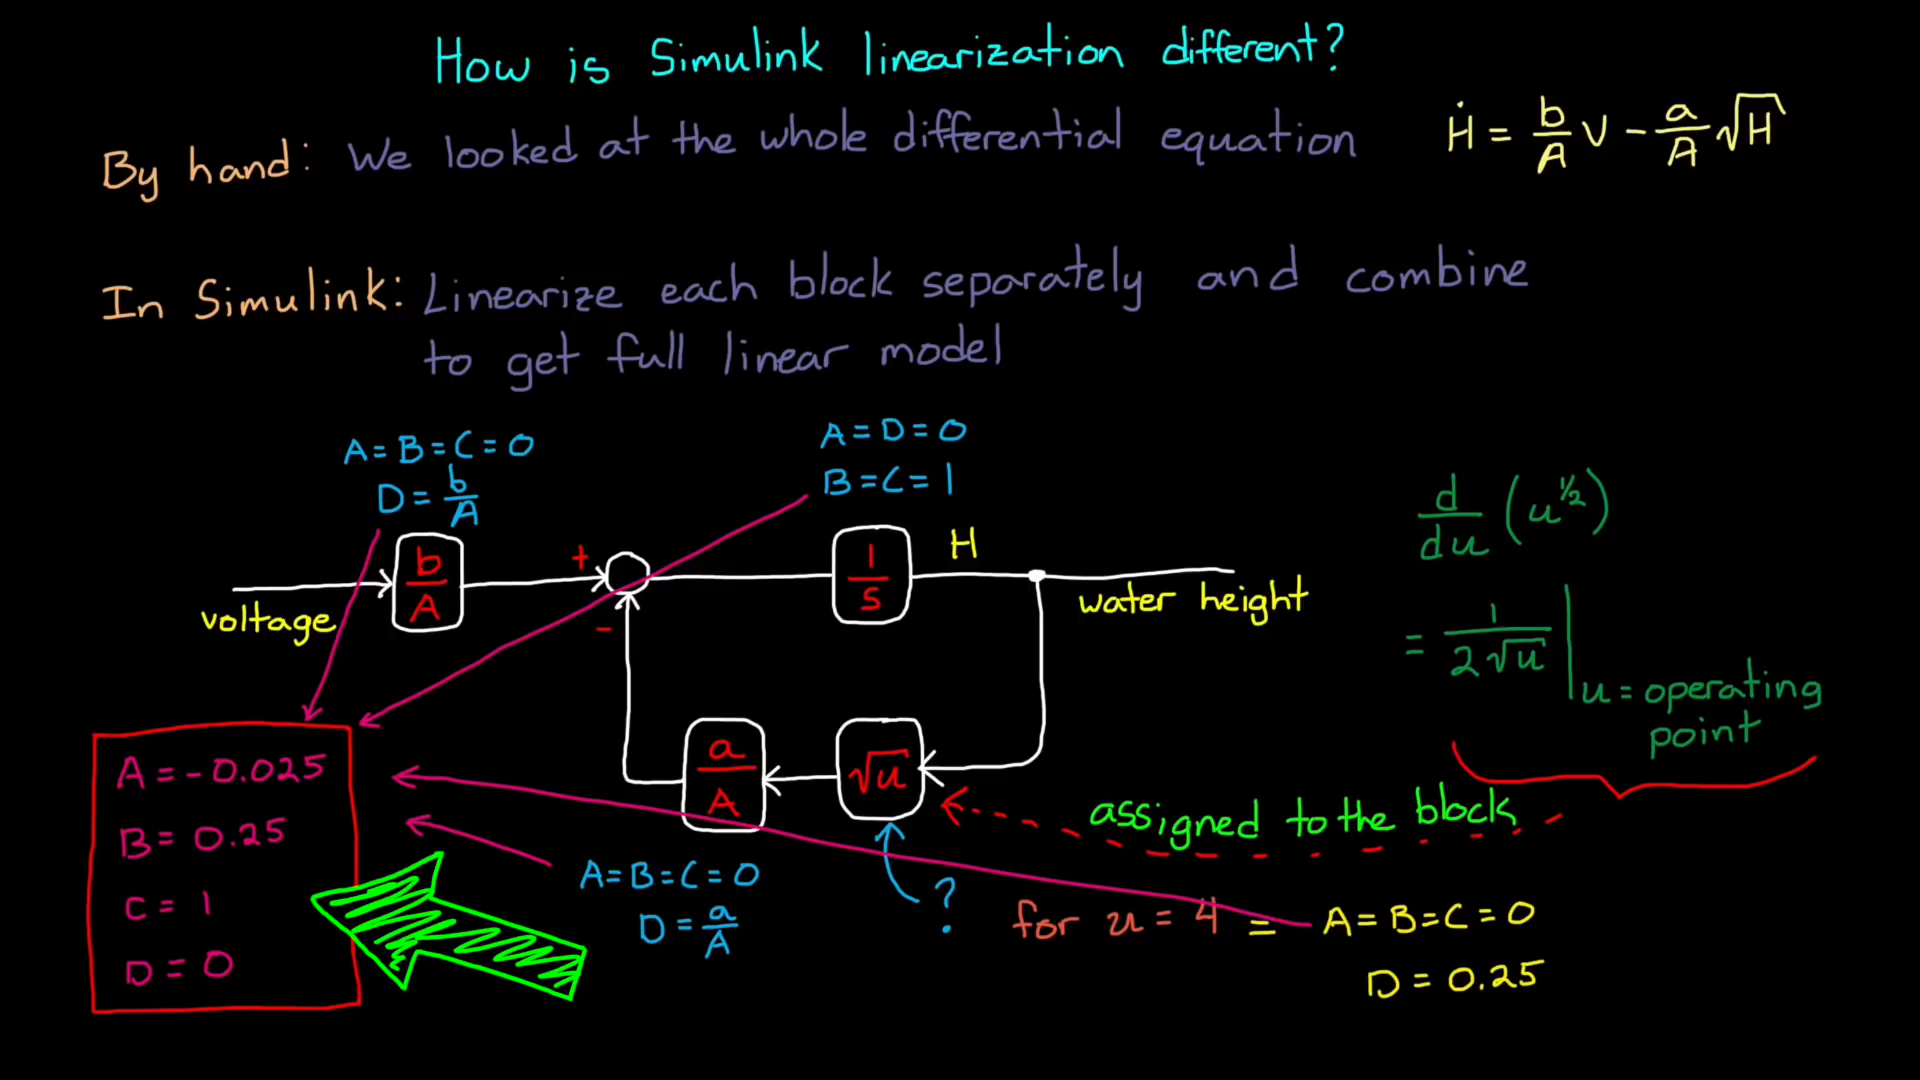 How is Simulink linearization different?
By hand: We looked at the whole differential equation
Ḣ = b/A V - a/A √H
In Simulink: Linearize each block separately and combine
to get full linear model
A = B = C = 0
D = b/A
A = D = 0
B = C = 1
d/du (u^1/2)
= 1/(2√u) | u = operating
point
voltage
b/A
+
-
1/s
H
water height
a/A
√u
assigned to the block
A = -0.025
B = 0.25
C = 1
D = 0
A = B = C = 0
D = a/A
?
for u = 4 = A = B = C = 0
D = 0.25